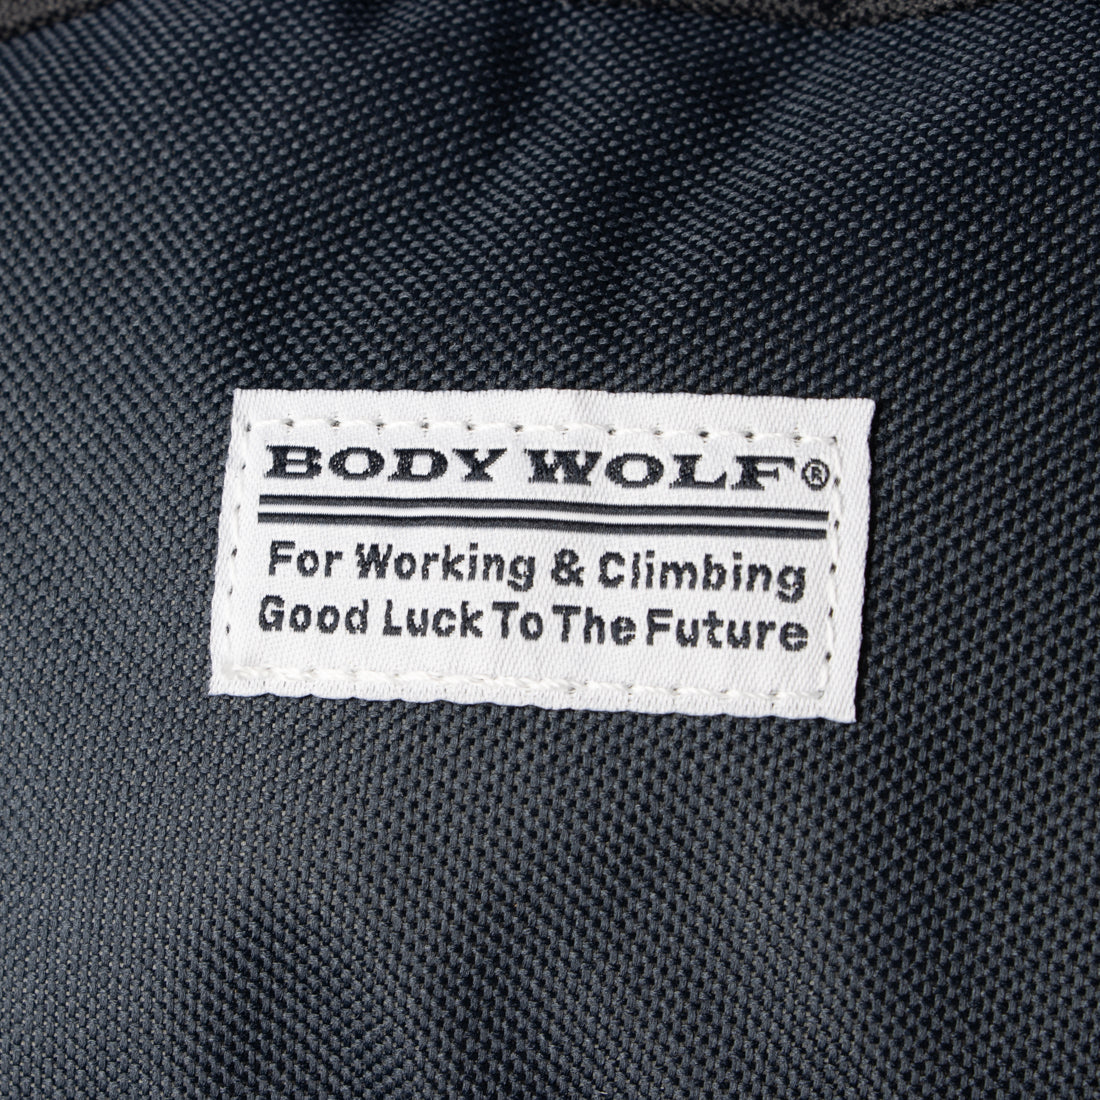 BODY WOLF®
For Working & Climbing
Good Luck To The Future